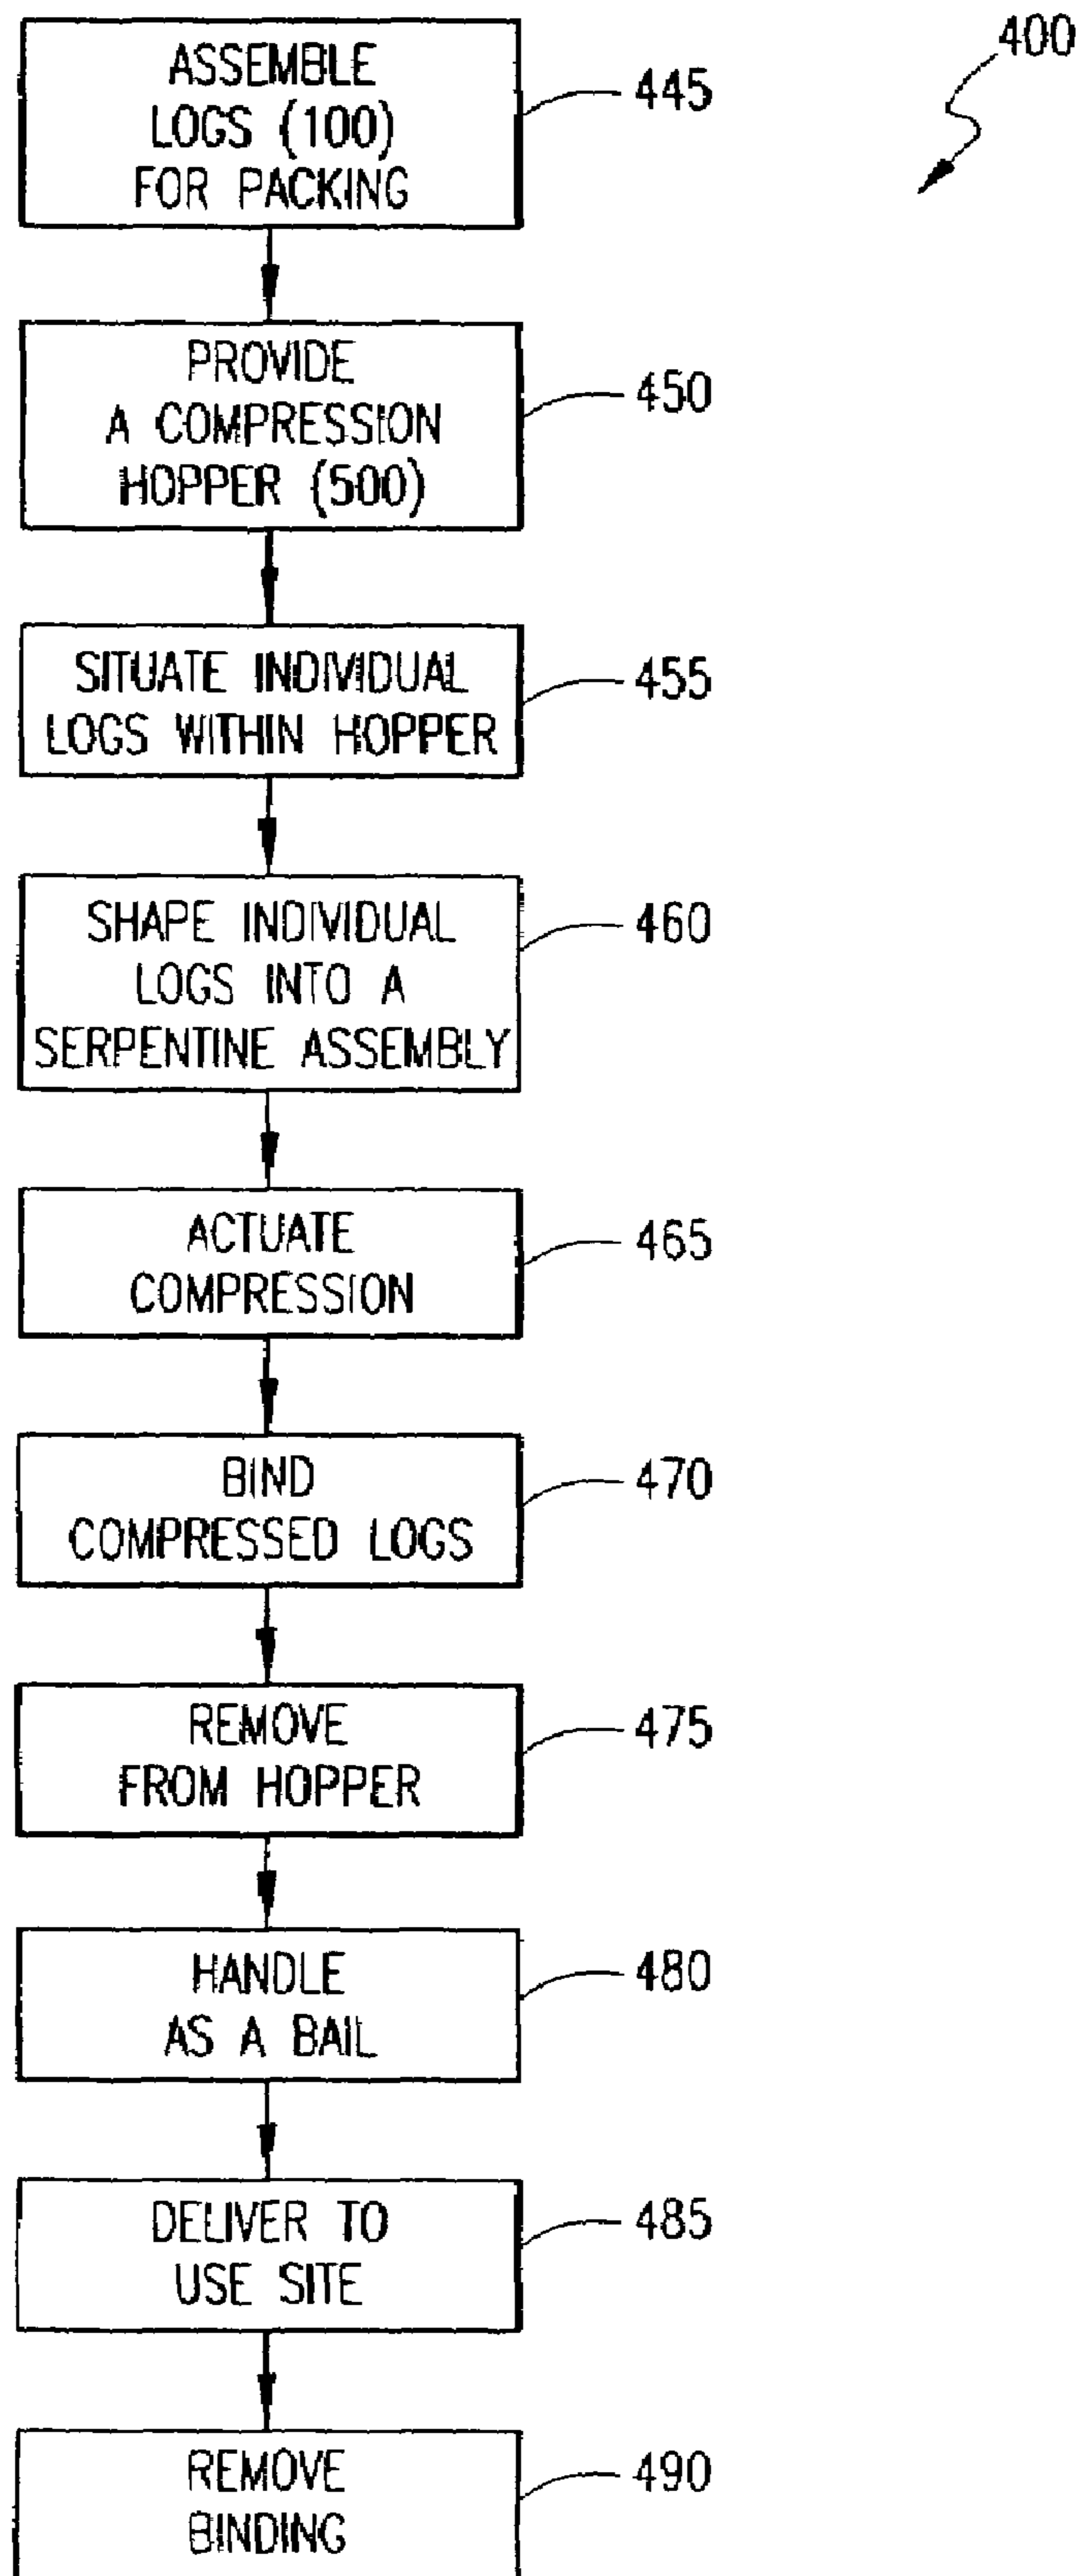 400
ASSEMBLE
LOGS (100)
FOR PACKING
445
PROVIDE
A COMPRESSION
HOPPER (500)
450
SITUATE INDIVIDUAL
LOGS WITHIN HOPPER
455
SHAPE INDIVIDUAL
LOGS INTO A
SERPENTINE ASSEMBLY
460
ACTUATE
COMPRESSION
465
BIND
COMPRESSED LOGS
470
REMOVE
FROM HOPPER
475
HANDLE
AS A BAIL
480
DELIVER TO
USE SITE
485
REMOVE
BINDING
490